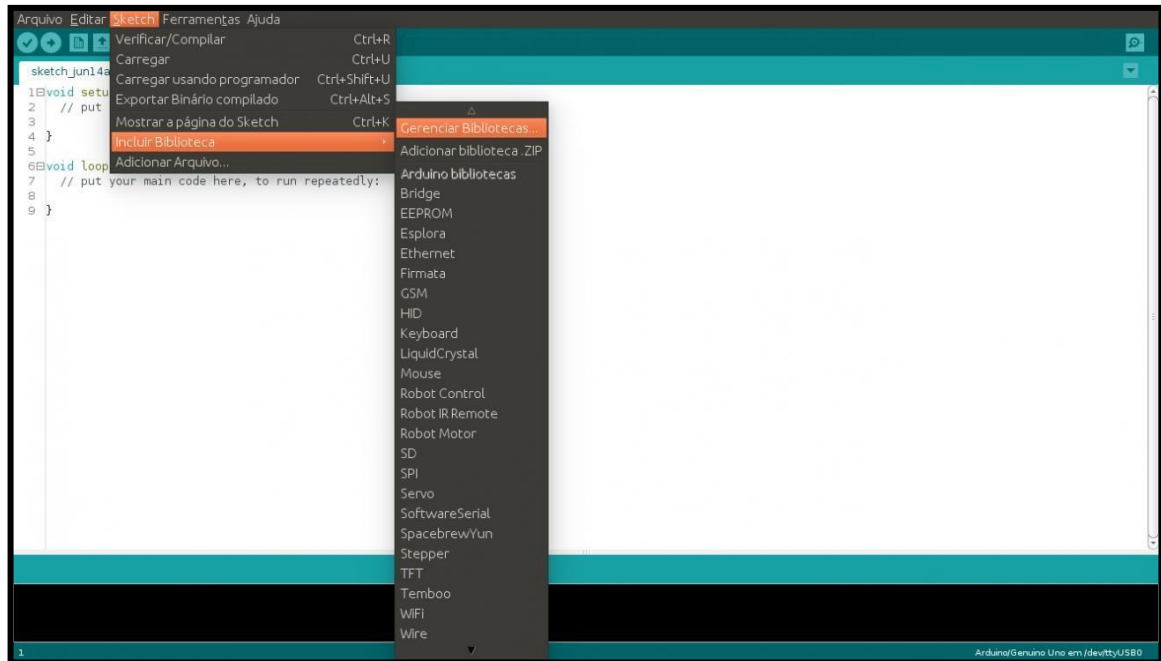 Arquivo Editar Sketch Ferramentas Ajuda
Verificar/Compilar Ctrl+R
Carregar Ctrl+U
Carregar usando programador Ctrl+Shift+U
Exportar Binário compilado Ctrl+Alt+S
Mostrar a página do Sketch Ctrl+K
Incluir Biblioteca
Adicionar Arquivo...
sketch_jun14a
1 void setu
2 // put
3
4 }
5
6 void loop
7 // put your main code here, to run repeatedly:
8
9 }
Gerenciar Bibliotecas...
Adicionar biblioteca .ZIP
Arduino bibliotecas
Bridge
EEPROM
Esplora
Ethernet
Firmata
GSM
HID
Keyboard
LiquidCrystal
Mouse
Robot Control
Robot IR Remote
Robot Motor
SD
SPI
Servo
SoftwareSerial
SpacebrewYun
Stepper
TFT
Temboo
WiFi
Wire
1 Arduino/Genuino Uno em /dev/ttyUSB0